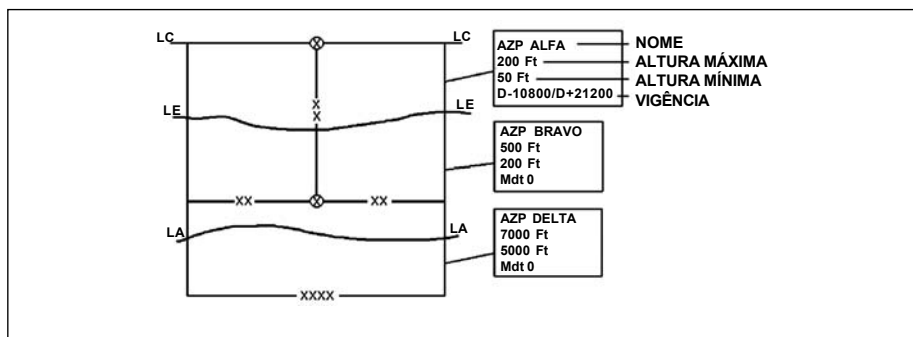 LC
LC
AZP ALFA
NOME
200 Ft
ALTURA MÁXIMA
50 Ft
ALTURA MÍNIMA
D-10800/D+21200
VIGÊNCIA
X
X
X
LE
LE
AZP BRAVO
500 Ft
200 Ft
Mdt 0
XX
X
XX
LA
LA
AZP DELTA
7000 Ft
5000 Ft
Mdt 0
XXXX